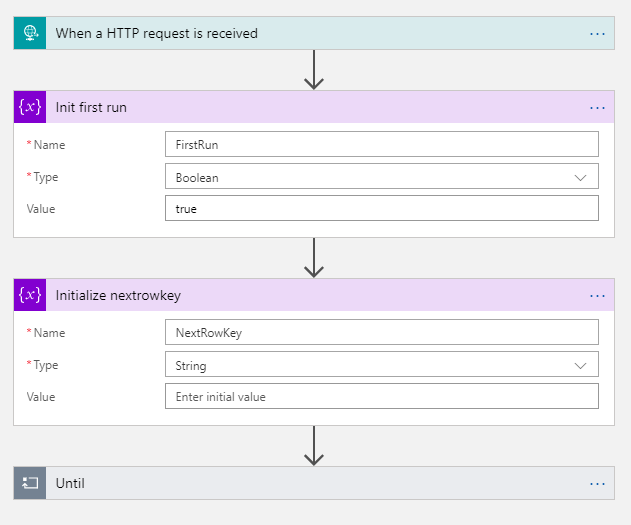 When a HTTP request is received ...
{x} Init first run ...
* Name FirstRun
* Type Boolean
Value true
{x} Initialize nextrowkey ...
* Name NextRowKey
* Type String
Value Enter initial value
Until ...